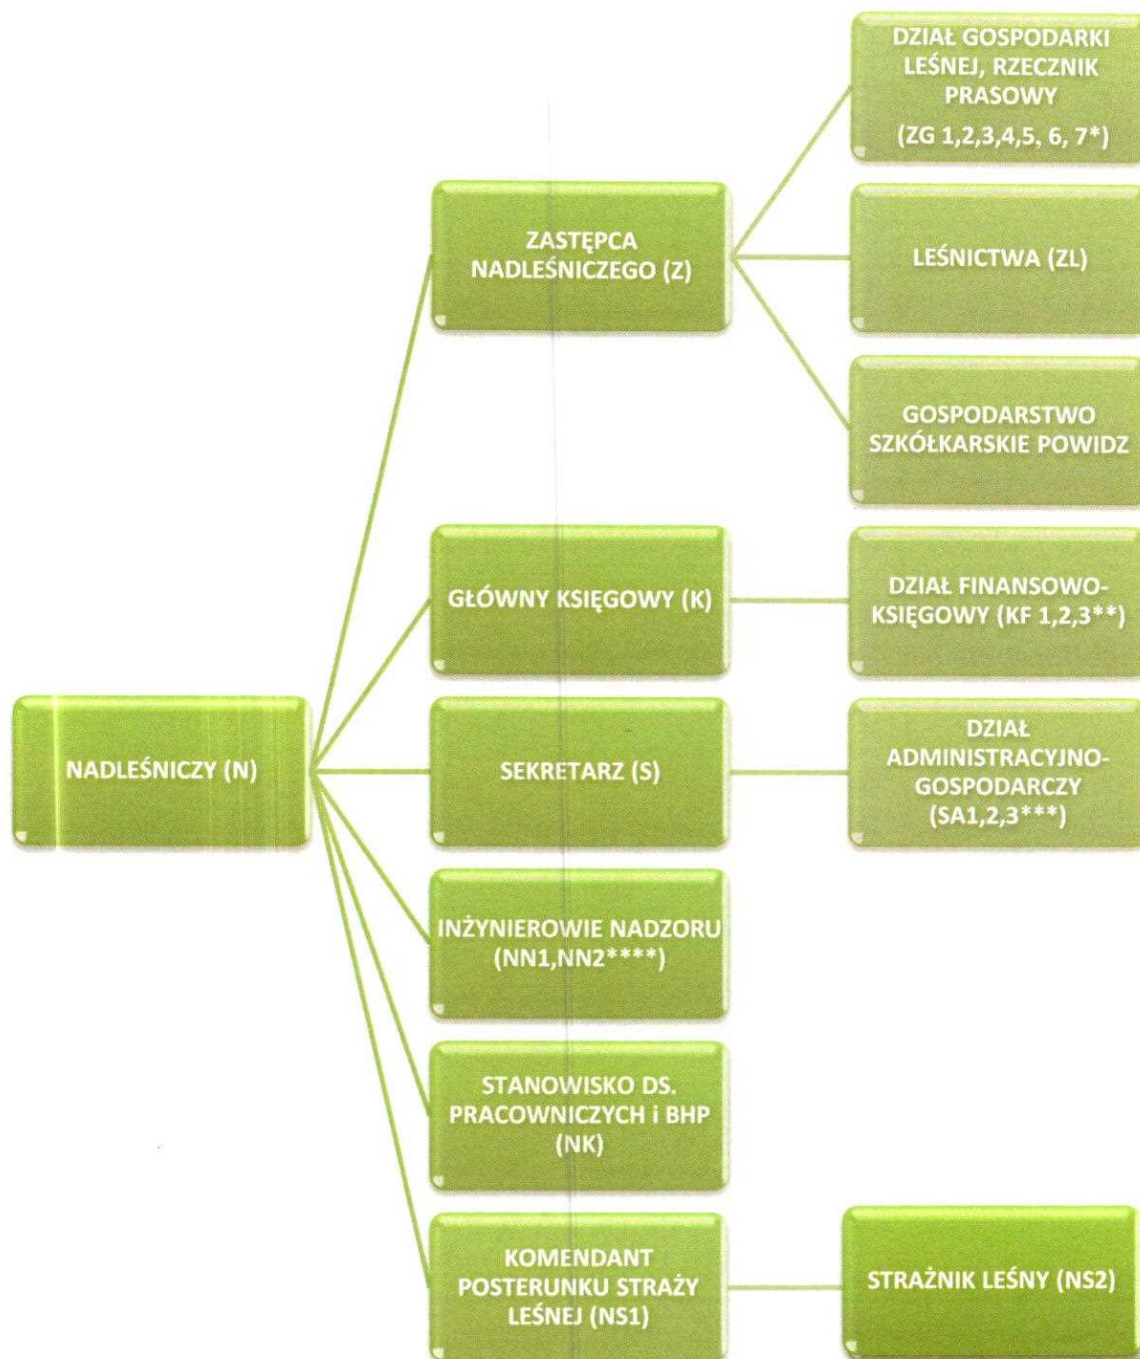 DZIAŁ GOSPODARKI
LEŚNEJ, RZECZNIK
PRASOWY
(ZG 1,2,3,4,5, 6, 7*)
ZASTĘPCA
NADLEŚNICZEGO (Z)
LEŚNICTWA (ZL)
GOSPODARSTWO
SZKÓŁKARSKIE POWIDZ
GŁÓWNY KSIĘGOWY (K)
DZIAŁ FINANSOWO-
KSIĘGOWY (KF 1,2,3**)
NADLEŚNICZY (N)
SEKRETARZ (S)
DZIAŁ
ADMINISTRACYJNO-
GOSPODARCZY
(SA1,2,3***)
INŻYNIEROWIE NADZORU
(NN1,NN2****)
STANOWISKO DS.
PRACOWNICZYCH i BHP
(NK)
KOMENDANT
POSTERUNKU STRAŻY
LEŚNEJ (NS1)
STRAŻNIK LEŚNY (NS2)